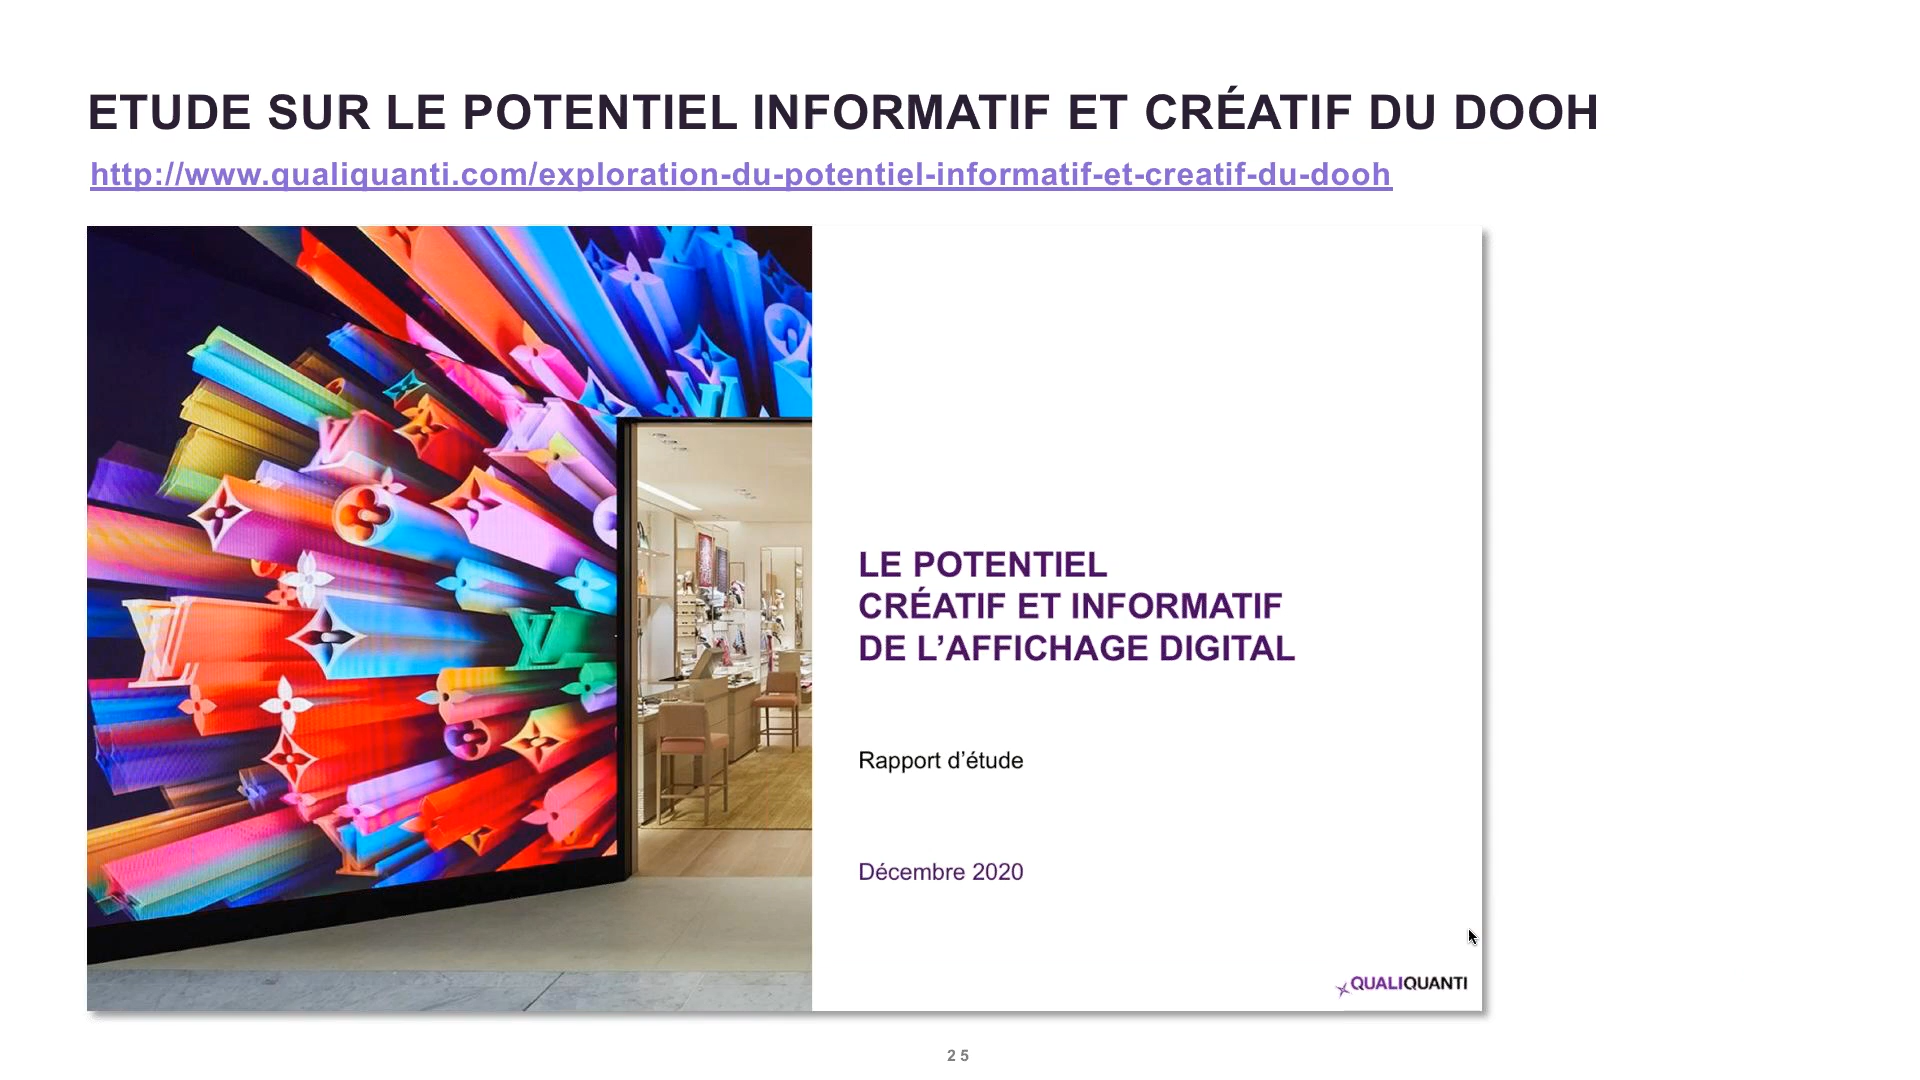 ETUDE SUR LE POTENTIEL INFORMATIF ET CRÉATIF DU DOOH
http://www.qualiquanti.com/exploration-du-potentiel-informatif-et-creatif-du-dooh
LE POTENTIEL
CRÉATIF ET INFORMATIF
DE L’AFFICHAGE DIGITAL
Rapport d’étude
Décembre 2020
QUALIQUANTI
25